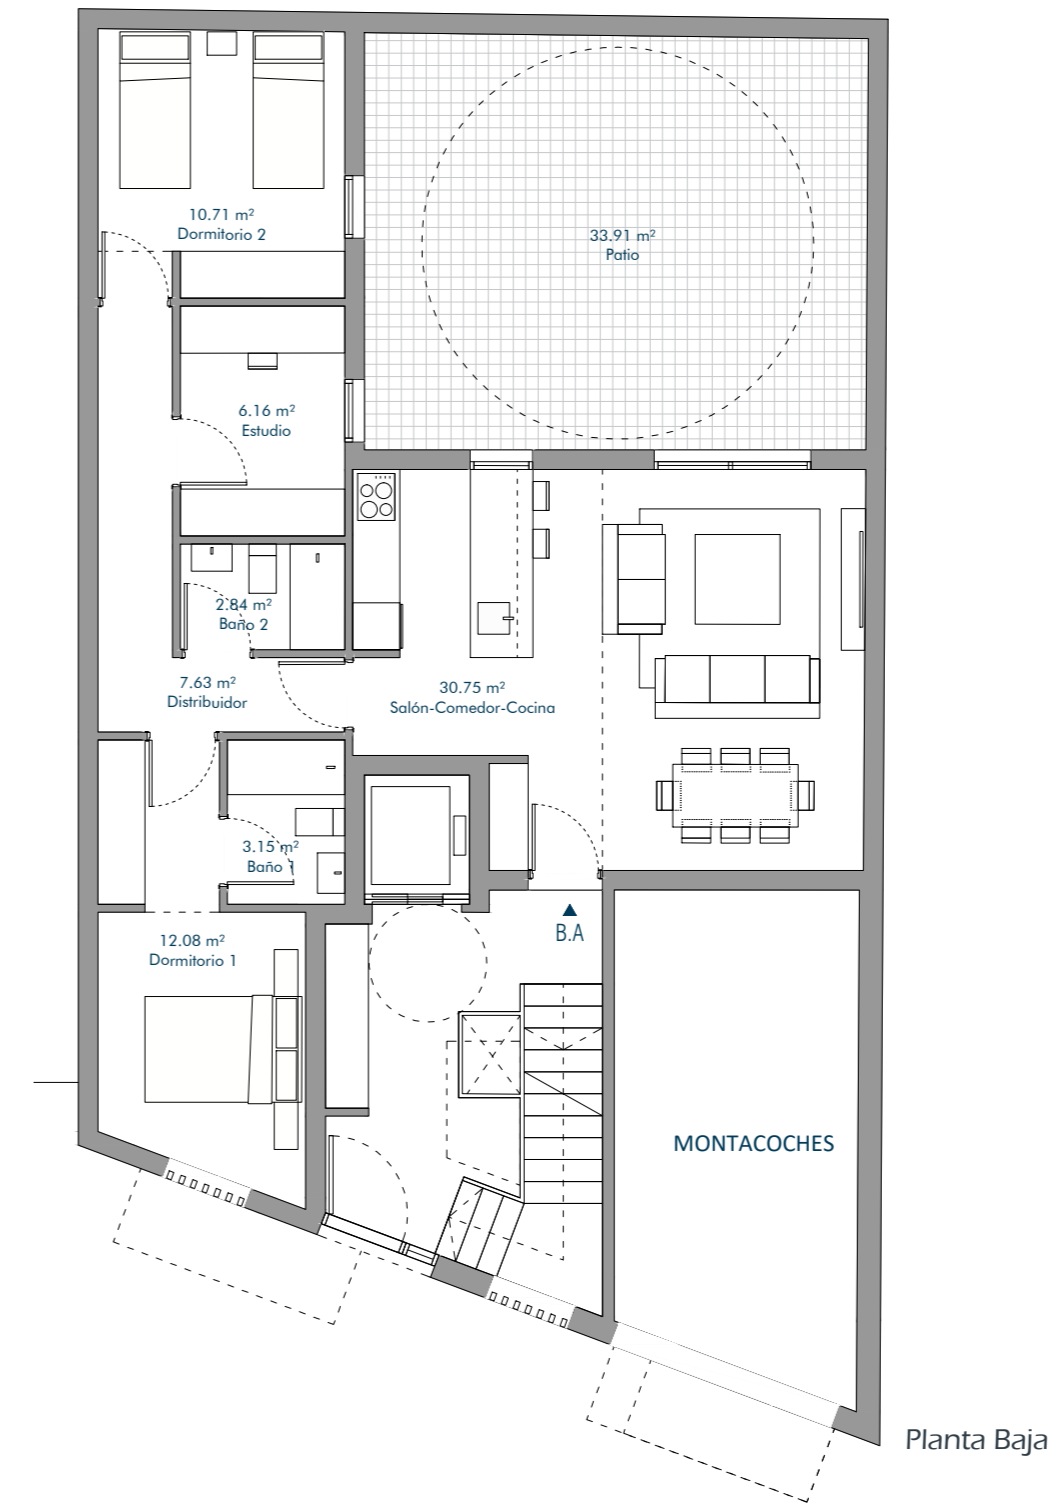 10.71 m²
Dormitorio 2
33.91 m²
Patio
6.16 m²
Estudio
2.84 m²
Baño 2
7.63 m²
Distribuidor
30.75 m²
Salón-Comedor-Cocina
3.15 m²
Baño 1
B.A
12.08 m²
Dormitorio 1
MONTACOCHES
Planta Baja